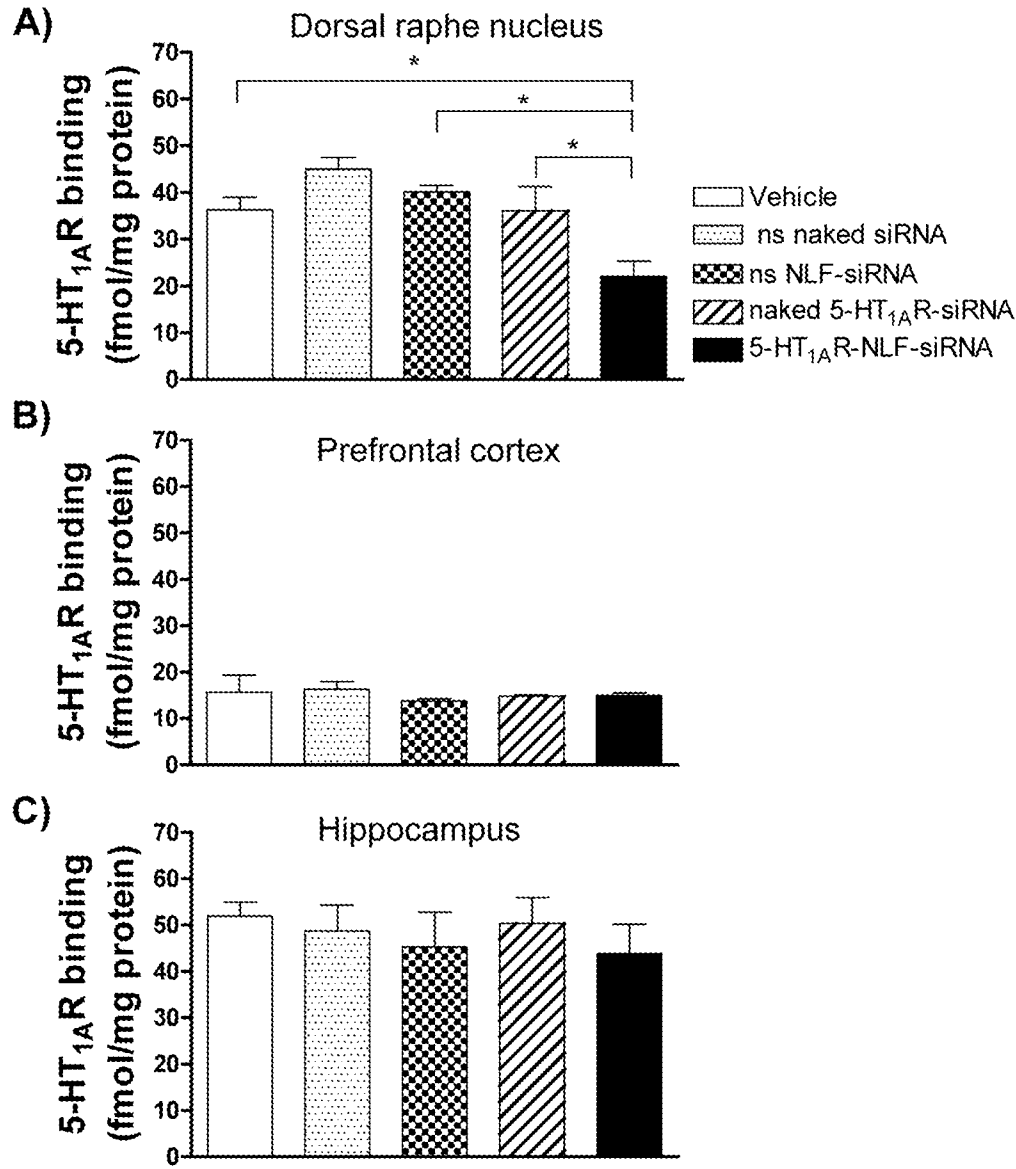 A)
Dorsal raphe nucleus
5-HT1AR binding
(fmol/mg protein)
70
60
50
40
30
20
10
0
*
*
*
Vehicle
ns naked siRNA
ns NLF-siRNA
naked 5-HT1AR-siRNA
5-HT1AR-NLF-siRNA
B)
Prefrontal cortex
5-HT1AR binding
(fmol/mg protein)
70
60
50
40
30
20
10
0
C)
Hippocampus
5-HT1AR binding
(fmol/mg protein)
70
60
50
40
30
20
10
0